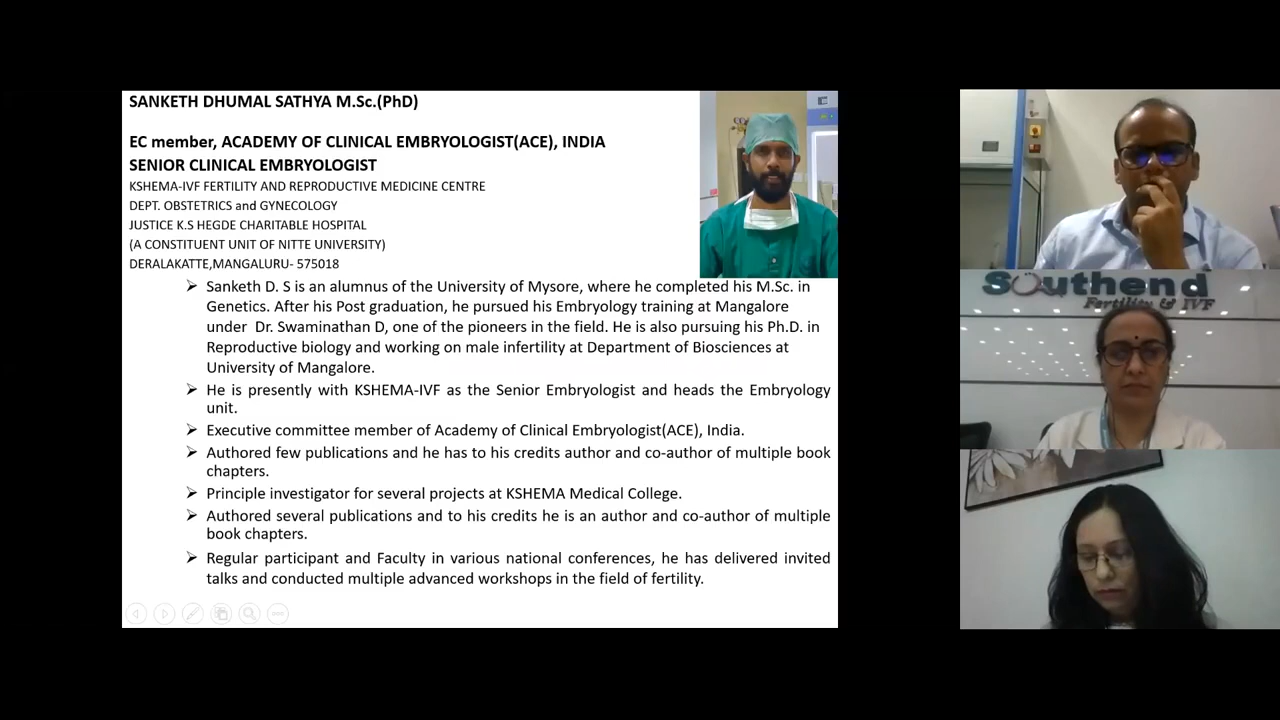 SANKETH DHUMAL SATHYA M.Sc.(PhD)
EC member, ACADEMY OF CLINICAL EMBRYOLOGIST(ACE), INDIA
SENIOR CLINICAL EMBRYOLOGIST
KSHEMA-IVF FERTILITY AND REPRODUCTIVE MEDICINE CENTRE
DEPT. OBSTETRICS and GYNECOLOGY
JUSTICE K.S HEGDE CHARITABLE HOSPITAL
(A CONSTITUENT UNIT OF NITTE UNIVERSITY)
DERALAKATTE,MANGALURU- 575018
Sanketh D. S is an alumnus of the University of Mysore, where he completed his M.Sc. in
Genetics. After his Post graduation, he pursued his Embryology training at Mangalore
under Dr. Swaminathan D, one of the pioneers in the field. He is also pursuing his Ph.D. in
Reproductive biology and working on male infertility at Department of Biosciences at
University of Mangalore.
He is presently with KSHEMA-IVF as the Senior Embryologist and heads the Embryology
unit.
Executive committee member of Academy of Clinical Embryologist(ACE), India.
Authored few publications and he has to his credits author and co-author of multiple book
chapters.
Principle investigator for several projects at KSHEMA Medical College.
Authored several publications and to his credits he is an author and co-author of multiple
book chapters.
Regular participant and Faculty in various national conferences, he has delivered invited
talks and conducted multiple advanced workshops in the field of fertility.
Southend
Fertility & IVF